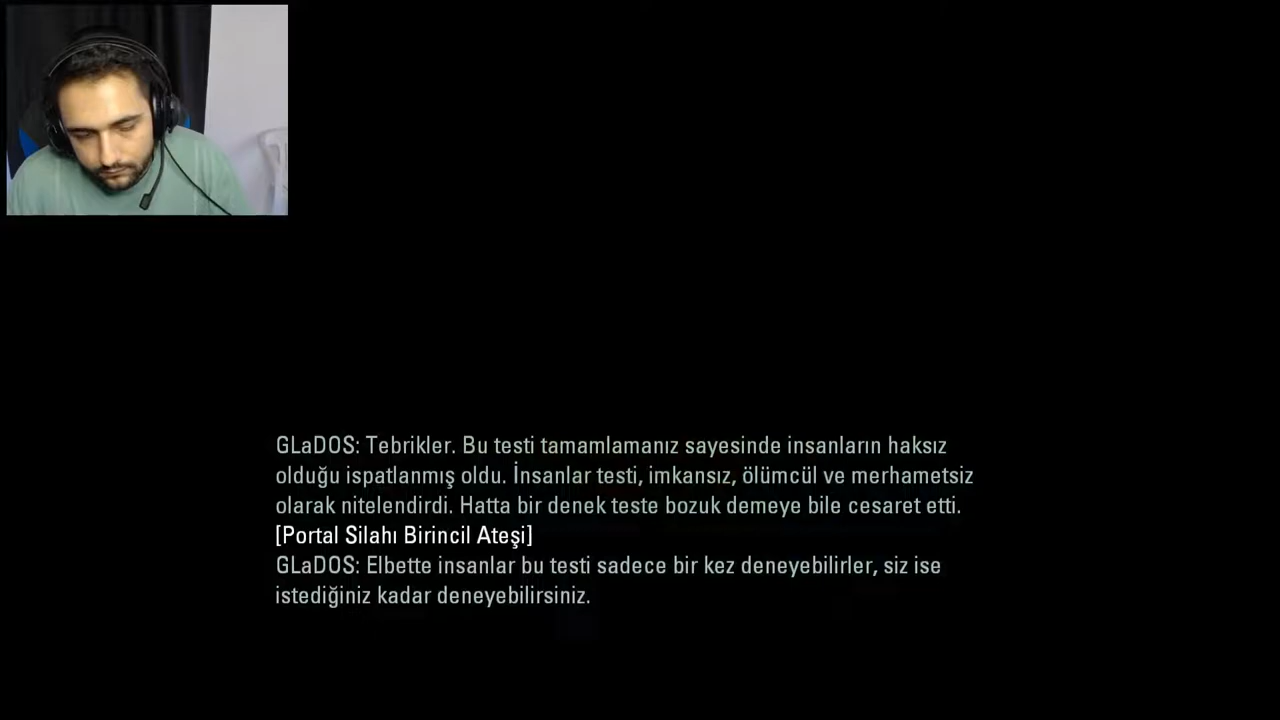 GLaDOS: Tebrikler. Bu testi tamamlamanız sayesinde insanların haksız
olduğu ispatlanmış oldu. İnsanlar testi, imkansız, ölümcül ve merhametsiz
olarak nitelendirdi. Hatta bir denek teste bozuk demeye bile cesaret etti.
[Portal Silahı Birincil Ateşi]
GLaDOS: Elbette insanlar bu testi sadece bir kez deneyebilirler, siz ise
istediğiniz kadar deneyebilirsiniz.